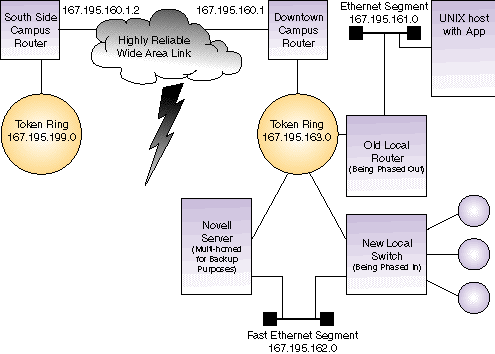 South Side
Campus
Router
167.195.160.1.2
Highly Reliable
Wide Area Link
167.195.160.1
Downtown
Campus
Router
Ethernet Segment
167.195.161.0
UNIX host
with App
Token Ring
167.195.199.0
Token Ring
167.195.163.0
Old Local
Router
(Being Phased Out)
Novell
Server
(Multi-homed
for Backup
Purposes)
New Local
Switch
(Being Phased In)
Fast Ethernet Segment
167.195.162.0